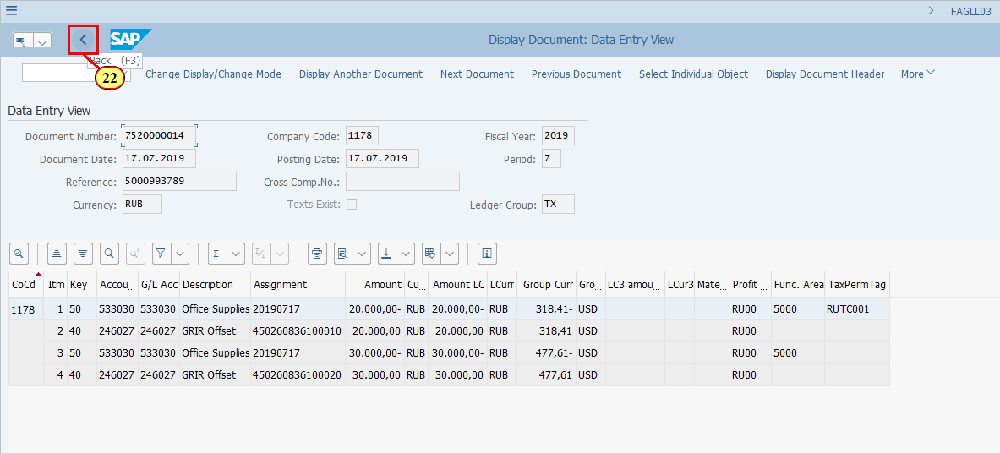 FAGLL03
SAP Display Document: Data Entry View
Back (F3)
22
Change Display/Change Mode Display Another Document Next Document Previous Document Select Individual Object Display Document Header More
Data Entry View
Document Number: 7520000014 Company Code: 1178 Fiscal Year: 2019
Document Date: 17.07.2019 Posting Date: 17.07.2019 Period: 7
Reference: 5000993789 Cross-Comp.No.:
Currency: RUB Texts Exist: Ledger Group: TX
CoCd Itm Key Accou... G/L Acc Description Assignment Amount Cu... Amount LC LCurr Group Curr Gro... LC3 amou... LCur3 Mate... Profit ... Func. Area TaxPermTag
1178 1 50 533030 533030 Office Supplies 20190717 20.000,00- RUB 20.000,00- RUB 318,41- USD RU00 5000 RUTC001
2 40 246027 246027 GRIR Offset 450260836100010 20.000,00 RUB 20.000,00 RUB 318,41 USD RU00
3 50 533030 533030 Office Supplies 20190717 30.000,00- RUB 30.000,00- RUB 477,61- USD RU00 5000
4 40 246027 246027 GRIR Offset 450260836100020 30.000,00 RUB 30.000,00 RUB 477,61 USD RU00